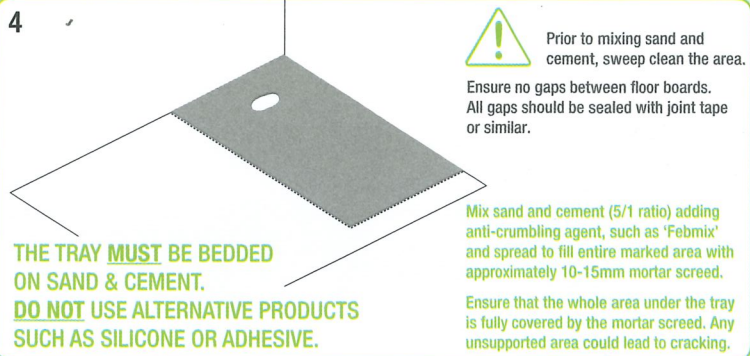 4
Prior to mixing sand and
cement, sweep clean the area.
Ensure no gaps between floor boards.
All gaps should be sealed with joint tape
or similar.
Mix sand and cement (5/1 ratio) adding
anti-crumbling agent, such as ‘Febmix’
and spread to fill entire marked area with
approximately 10-15mm mortar screed.
Ensure that the whole area under the tray
is fully covered by the mortar screed. Any
unsupported area could lead to cracking.
THE TRAY MUST BE BEDDED
ON SAND & CEMENT.
DO NOT USE ALTERNATIVE PRODUCTS
SUCH AS SILICONE OR ADHESIVE.